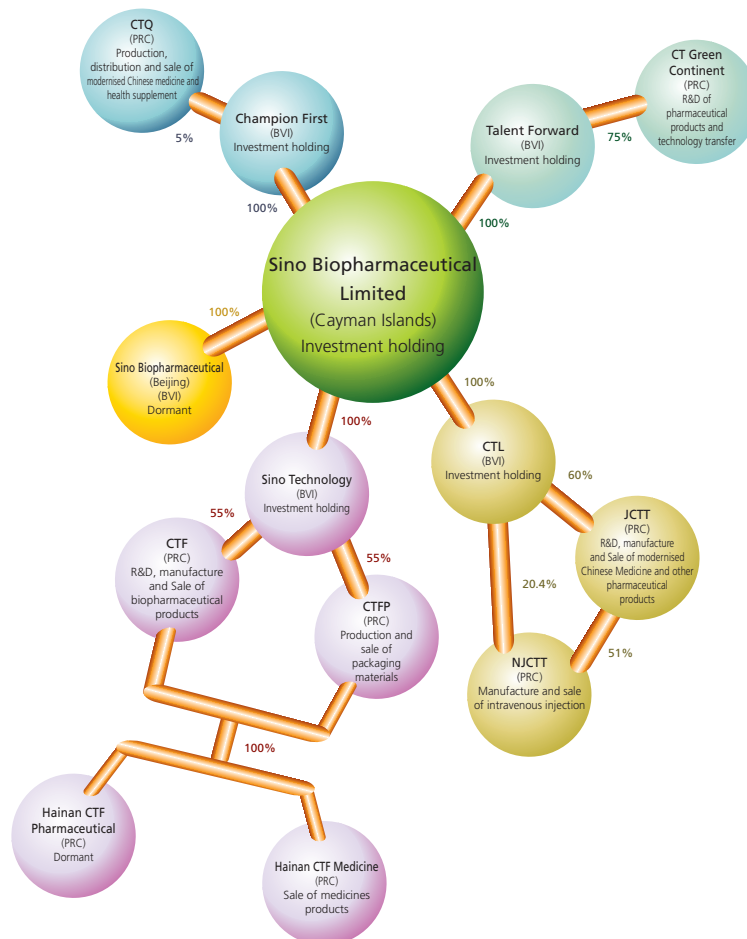 CTQ
(PRC)
Production,
distribution and sale of
modernised Chinese medicine and
health supplement
5%
Champion First
(BVI)
Investment holding
100%
CT Green
Continent
(PRC)
R&D of
pharmaceutical
products and
technology transfer
75%
Talent Forward
(BVI)
Investment holding
100%
Sino Biopharmaceutical
Limited
(Cayman Islands)
Investment holding
100%
Sino Biopharmaceutical
(Beijing)
(BVI)
Dormant
100%
CTL
(BVI)
Investment holding
60%
JCTT
(PRC)
R&D, manufacture
and Sale of modernised
Chinese Medicine and other
pharmaceutical
products
20.4%
51%
NJCTT
(PRC)
Manufacture and sale
of intravenous injection
100%
Sino Technology
(BVI)
Investment holding
55%
CTF
(PRC)
R&D, manufacture
and Sale of
biopharmaceutical
products
55%
CTFP
(PRC)
Production and
sale of
packaging
materials
100%
Hainan CTF
Pharmaceutical
(PRC)
Dormant
Hainan CTF Medicine
(PRC)
Sale of medicines
products